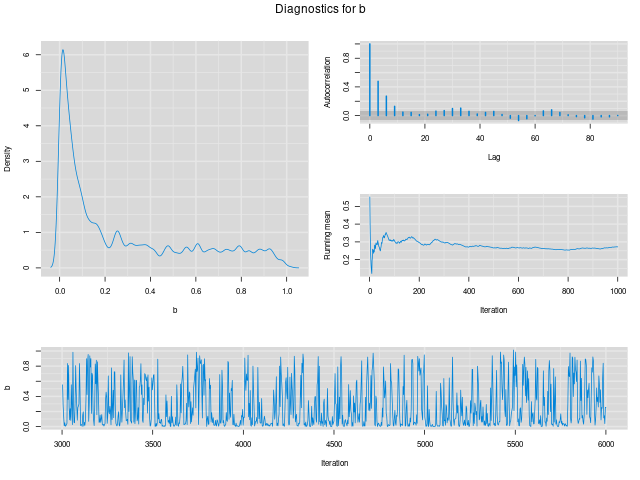 Diagnostics for b
Density
0 1 2 3 4 5 6
0.0 0.2 0.4 0.6 0.8 1.0
b
Autocorrelation
0.0 0.4 0.8
0 20 40 60 80
Lag
Running mean
0.2 0.3 0.4 0.5
0 200 400 600 800 1000
Iteration
b
0.0 0.4 0.8
3000 3500 4000 4500 5000 5500 6000
Iteration